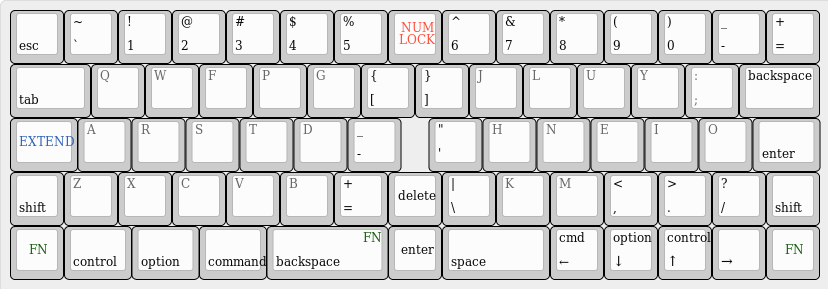 esc ~ ` ! 1 @ 2 # 3 $ 4 % 5 NUM LOCK ^ 6 & 7 * 8 ( 9 ) 0 _ - + =
tab Q W F P G { [ } ] J L U Y : ; backspace
EXTEND A R S T D _ - " ' H N E I O enter
shift Z X C V B + = delete | \ K M < , > . ? / shift
FN control option command FN backspace enter space cmd ← option ↓ control ↑ → FN